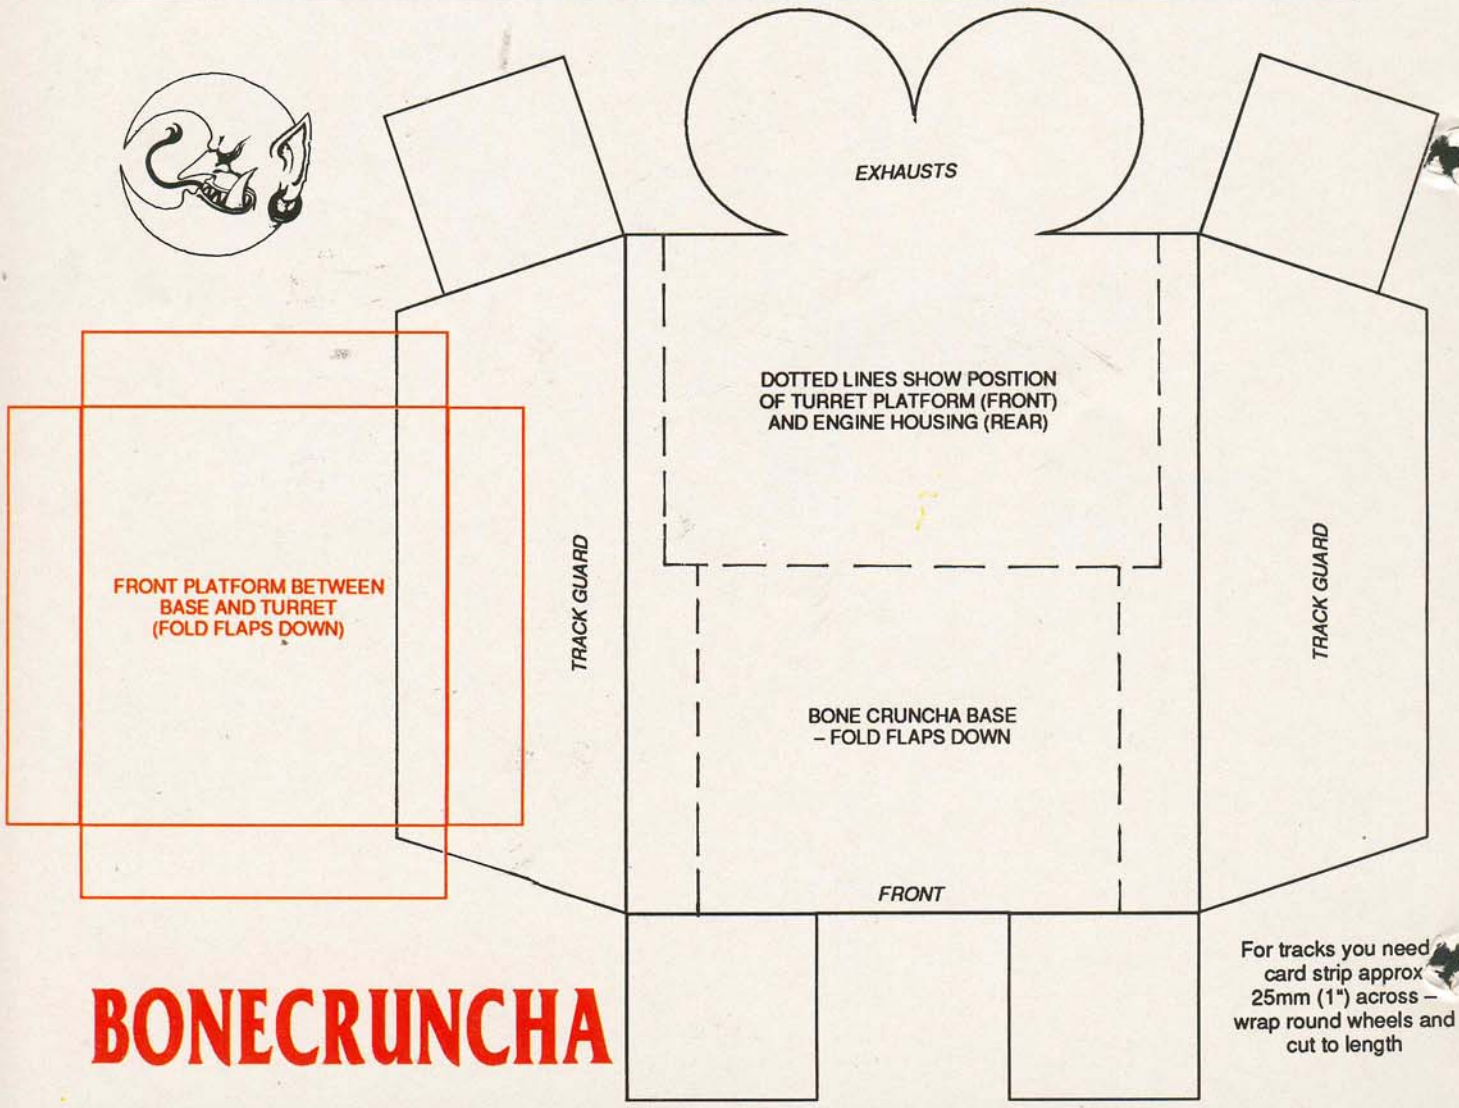 EXHAUSTS
DOTTED LINES SHOW POSITION
OF TURRET PLATFORM (FRONT)
AND ENGINE HOUSING (REAR)
FRONT PLATFORM BETWEEN
BASE AND TURRET
(FOLD FLAPS DOWN)
TRACK GUARD
TRACK GUARD
BONE CRUNCHA BASE
– FOLD FLAPS DOWN
FRONT
BONECRUNCHA
For tracks you need
card strip approx
25mm (1") across –
wrap round wheels and
cut to length